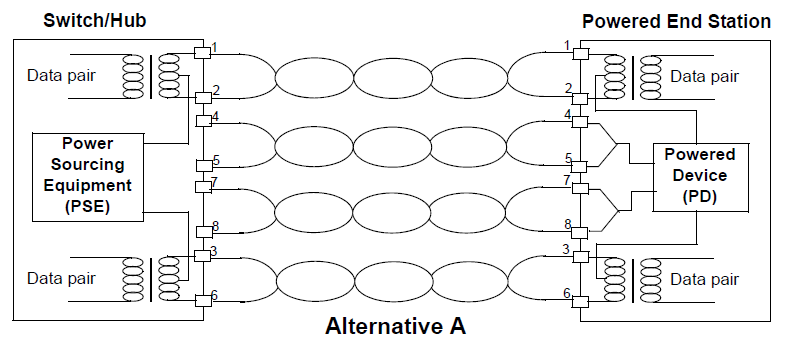 Switch/Hub
Powered End Station
1
1
Data pair
Data pair
2
2
4
4
Power
Sourcing
Equipment
(PSE)
Powered
Device
(PD)
5
5
7
7
8
8
3
3
Data pair
Data pair
6
6
Alternative A